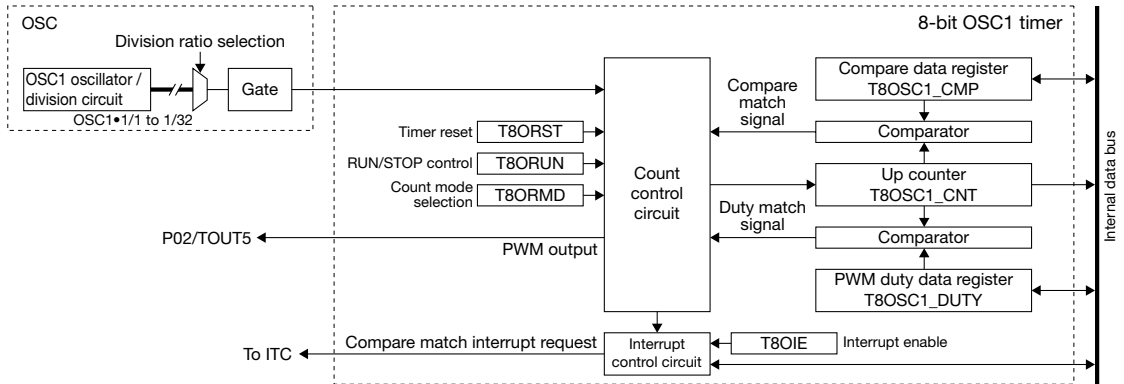 OSC
8-bit OSC1 timer
Division ratio selection
OSC1 oscillator /
division circuit
Gate
OSC1•1/1 to 1/32
Compare data register
T8OSC1_CMP
Compare
match
signal
Timer reset
T8ORST
Comparator
RUN/STOP control
T8ORUN
Count
control
circuit
Up counter
T8OSC1_CNT
Count mode
selection
T8ORMD
Duty match
signal
Internal data bus
P02/TOUT5
PWM output
Comparator
PWM duty data register
T8OSC1_DUTY
Compare match interrupt request
To ITC
Interrupt
control circuit
T8OIE
Interrupt enable